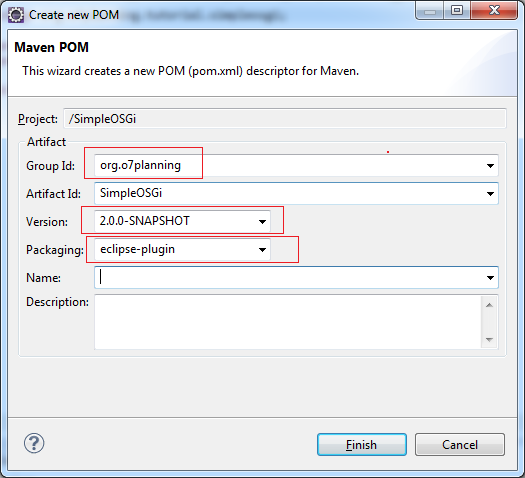 Create new POM
Maven POM
This wizard creates a new POM (pom.xml) descriptor for Maven.
Project: /SimpleOSGi
Artifact
Group Id: org.o7planning
Artifact Id: SimpleOSGi
Version: 2.0.0-SNAPSHOT
Packaging: eclipse-plugin
Name:
Description:
?
Finish Cancel